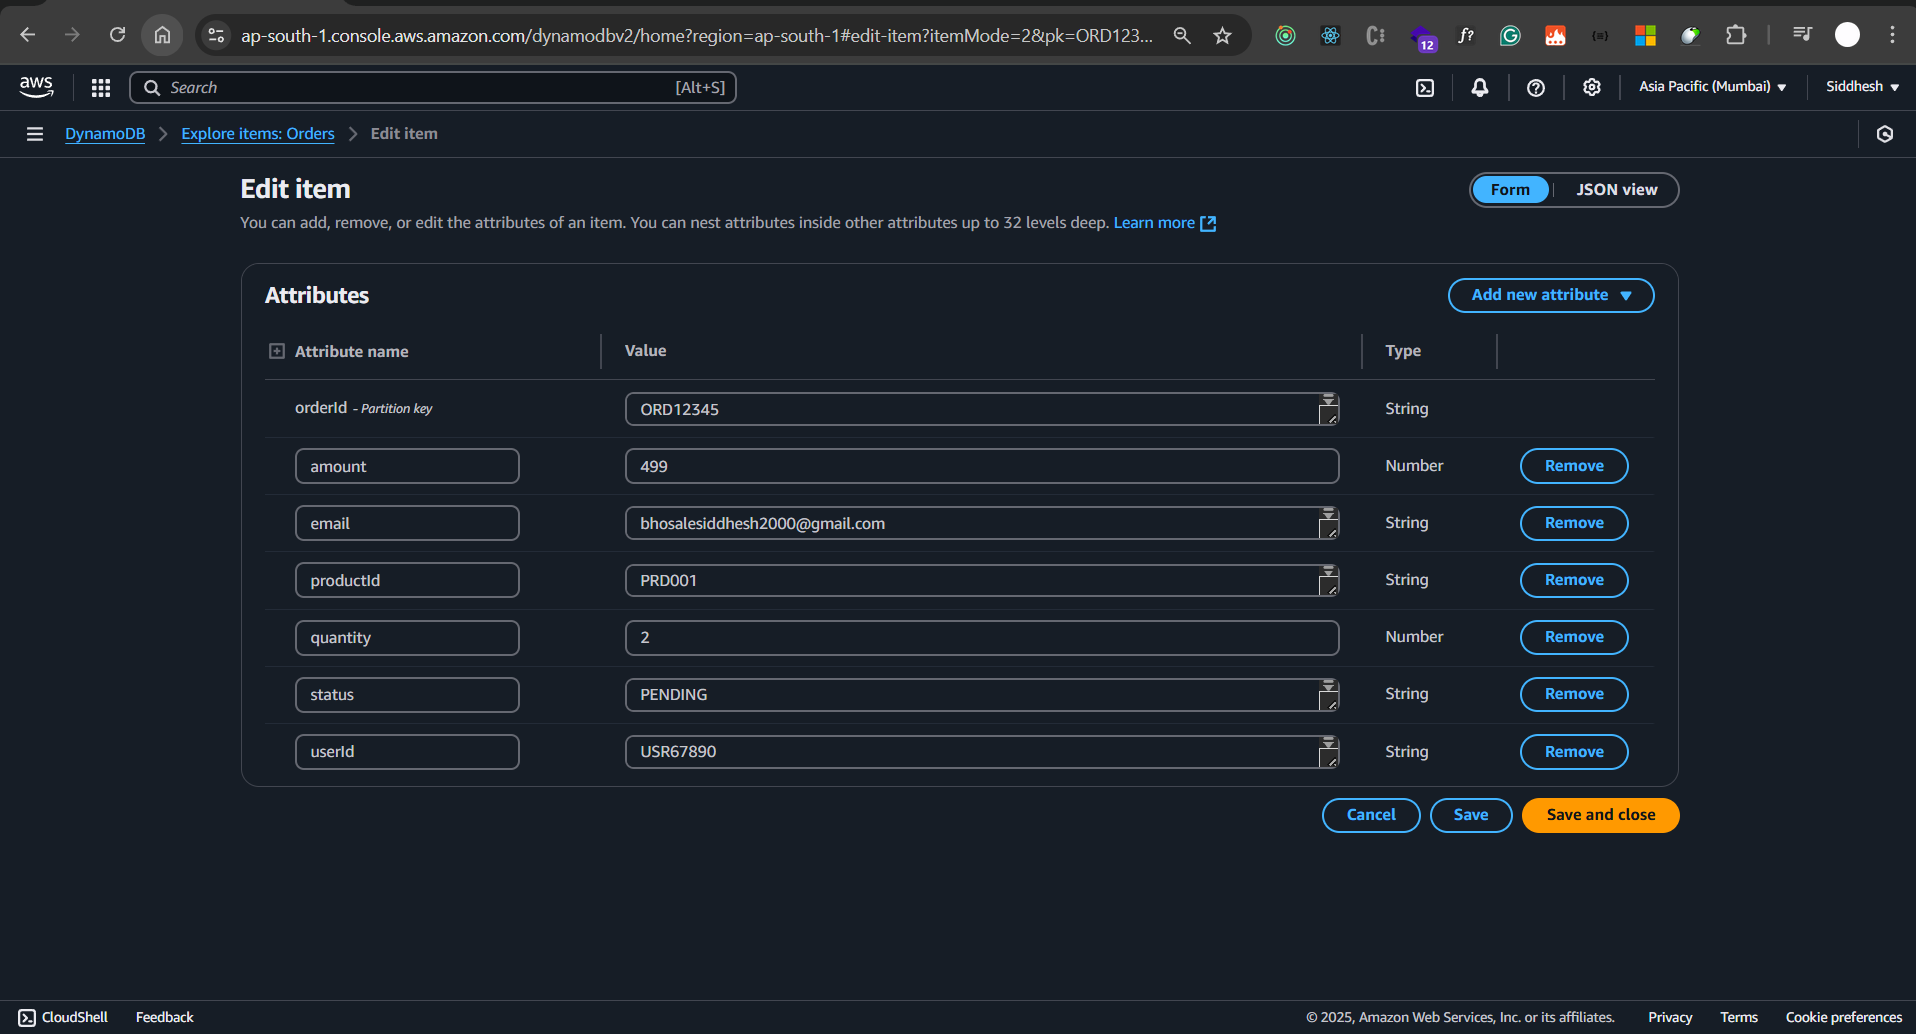 ap-south-1.console.aws.amazon.com/dynamodbv2/home?region=ap-south-1#edit-item?itemMode=2&pk=ORD123...
12
f?
aws
Search [Alt+S]
Asia Pacific (Mumbai)
Siddhesh
DynamoDB
Explore items: Orders
Edit item
Edit item
Form
JSON view
You can add, remove, or edit the attributes of an item. You can nest attributes inside other attributes up to 32 levels deep. Learn more
Attributes
Add new attribute
Attribute name Value Type
orderId - Partition key ORD12345 String
amount 499 Number Remove
email bhosalesiddhesh2000@gmail.com String Remove
productId PRD001 String Remove
quantity 2 Number Remove
status PENDING String Remove
userId USR67890 String Remove
Cancel Save Save and close
CloudShell Feedback © 2025, Amazon Web Services, Inc. or its affiliates. Privacy Terms Cookie preferences